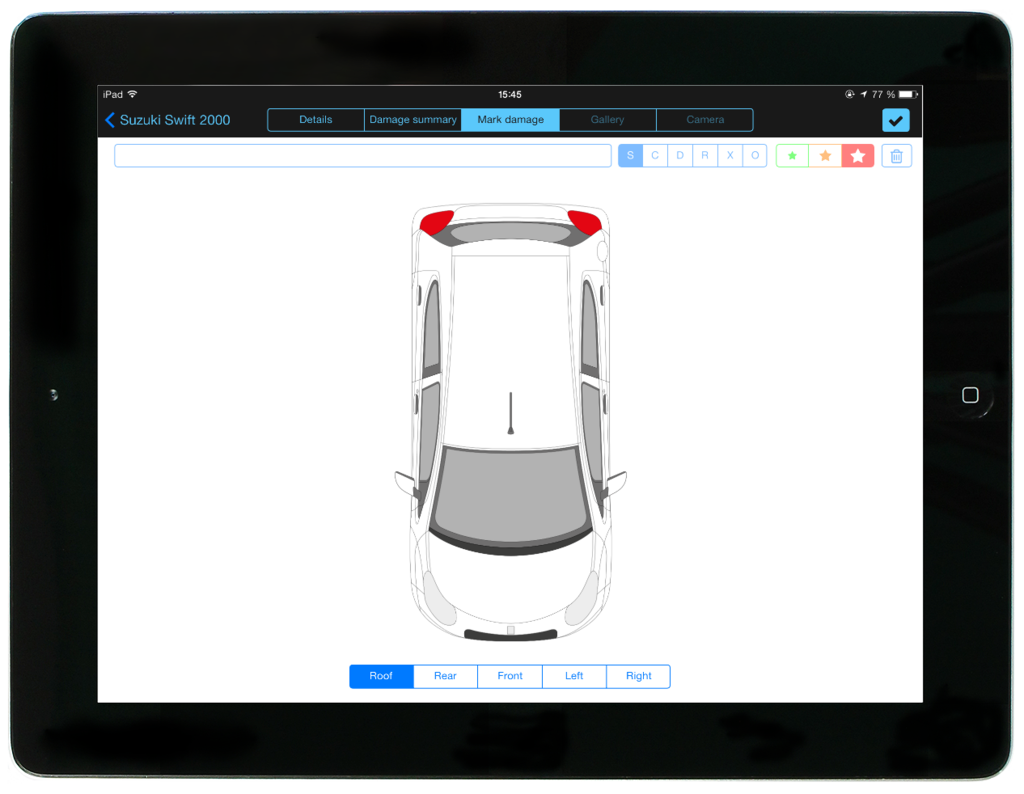 iPad 15:45 77 %
Suzuki Swift 2000 Details Damage summary Mark damage Gallery Camera
S C D R X O
Roof Rear Front Left Right